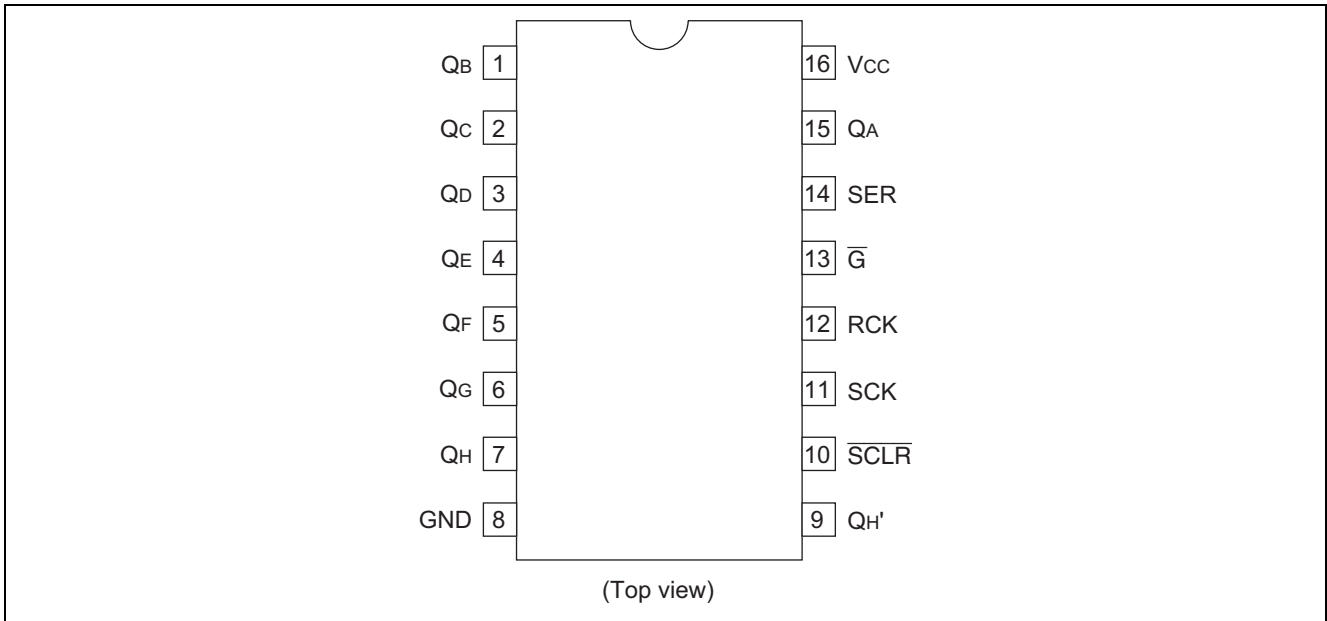 QB 1 16 VCC
QC 2 15 QA
QD 3 14 SER
QE 4 13 G̅
QF 5 12 RCK
QG 6 11 SCK
QH 7 10 S̅C̅L̅R̅
GND 8 9 QH'
(Top view)